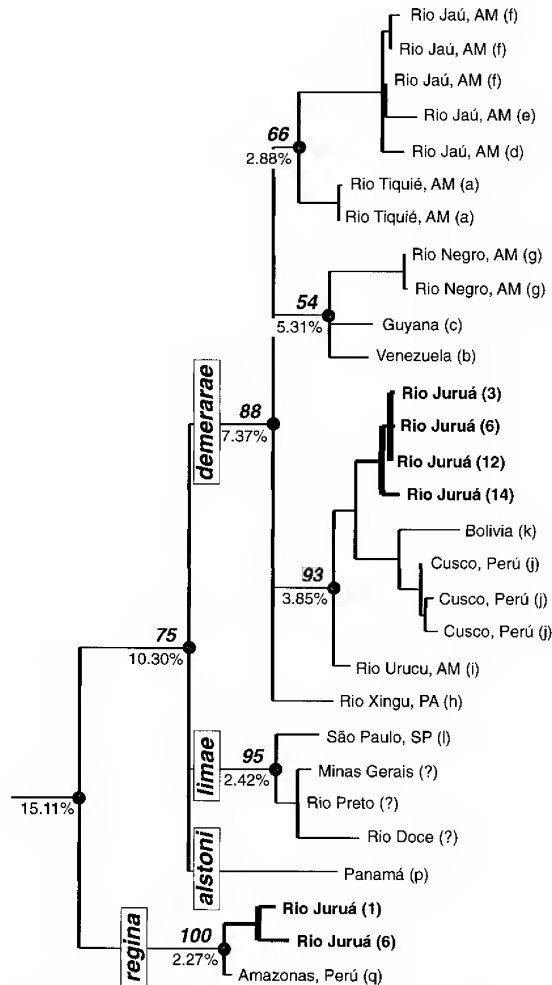 Rio Jaú, AM (f)
Rio Jaú, AM (f)
Rio Jaú, AM (f)
Rio Jaú, AM (e)
66
2.88%
Rio Jaú, AM (d)
Rio Tiquié, AM (a)
Rio Tiquié, AM (a)
Rio Negro, AM (g)
Rio Negro, AM (g)
54
5.31%
Guyana (c)
Venezuela (b)
demerarae
88
7.37%
Rio Juruá (3)
Rio Juruá (6)
Rio Juruá (12)
Rio Juruá (14)
Bolivia (k)
Cusco, Perú (j)
Cusco, Perú (j)
Cusco, Perú (j)
93
3.85%
Rio Urucu, AM (i)
Rio Xingu, PA (h)
75
10.30%
limae
95
2.42%
São Paulo, SP (l)
Minas Gerais (?)
Rio Preto (?)
Rio Doce (?)
15.11%
alstoni
Panamá (p)
regina
100
2.27%
Rio Juruá (1)
Rio Juruá (6)
Amazonas, Perú (q)